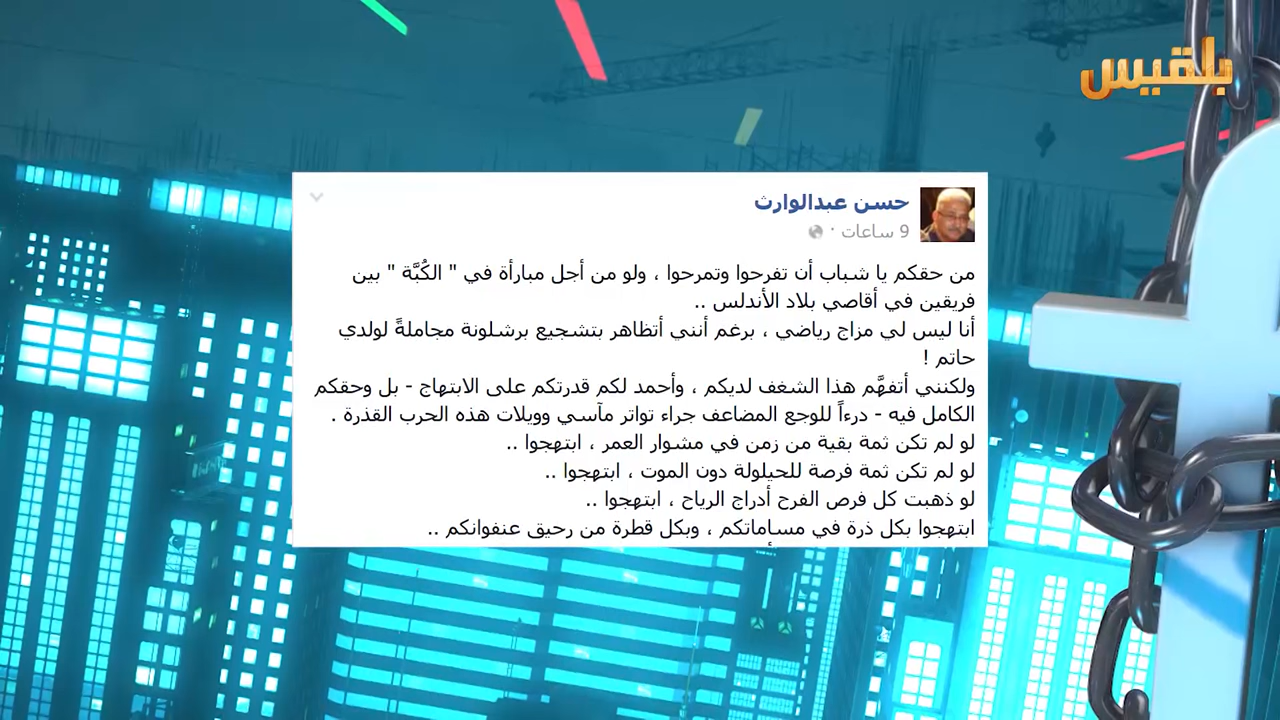 بلقيس
حسن عبدالوارث
9 ساعات ·
من حقكم يا شباب أن تفرحوا وتمرحوا ، ولو من أجل مبارأة في " الكُبَّة " بين
فريقين في أقاصي بلاد الأندلس ..
أنا ليس لي مزاج رياضي ، برغم أنني أتظاهر بتشجيع برشلونة مجاملةً لولدي
حاتم !
ولكنني أتفهَّم هذا الشغف لديكم ، وأحمد لكم قدرتكم على الابتهاج - بل وحقكم
الكامل فيه - درءاً للوجع المضاعف جراء تواتر مآسي وويلات هذه الحرب القذرة .
لو لم تكن ثمة بقية من زمن في مشوار العمر ، ابتهجوا ..
لو لم تكن ثمة فرصة للحيلولة دون الموت ، ابتهجوا ..
لو ذهبت كل فرص الفرح أدراج الرياح ، ابتهجوا ..
ابتهجوا بكل ذرة في مساماتكم ، وبكل قطرة من رحيق عنفوانكم ..